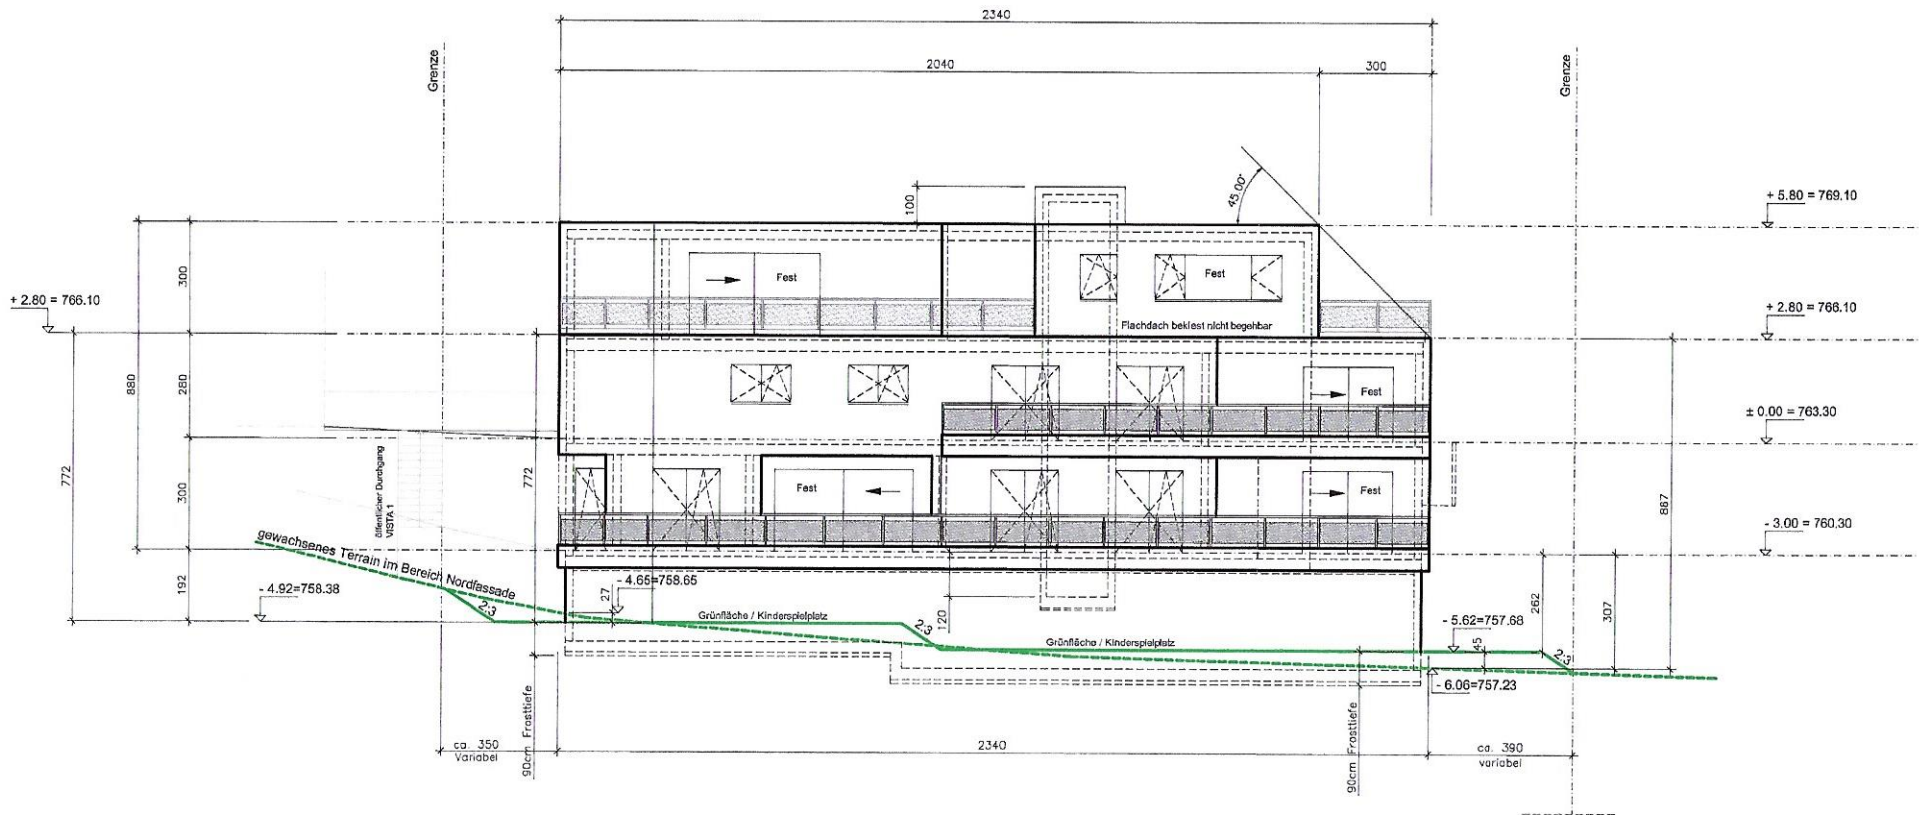 2340
2040
300
Grenze
Grenze
45.00°
100
+ 5.80 = 769.10
300
Fest
Fest
+ 2.80 = 766.10
+ 2.80 = 766.10
Flachdach bekiest nicht begehbar
880
280
Fest
± 0.00 = 763.30
772
öffentlicher Durchgang
VISTA 1
300
772
Fest
Fest
887
- 3.00 = 760.30
gewachsenes Terrain im Bereich Nordfassade
192
- 4.92=758.38
2:3
27
- 4.65=758.65
Grünfläche / Kinderspielplatz
2:3
120
Grünfläche / Kinderspielplatz
262
307
- 5.62=757.68
45
2:3
- 6.06=757.23
90cm Frosttiefe
90cm Frosttiefe
ca. 350
Variabel
2340
ca. 390
variabel